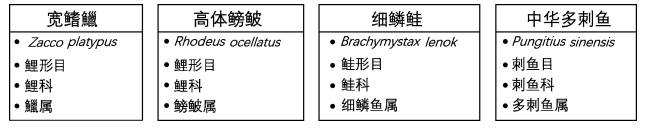 宽鳍鱲
• Zacco platypus
• 鲤形目
• 鲤科
• 鱲属
高体鳑鲏
• Rhodeus ocellatus
• 鲤形目
• 鲤科
• 鳑鲏属
细鳞鲑
• Brachymystax lenok
• 鲑形目
• 鲑科
• 细鳞鱼属
中华多刺鱼
• Pungitius sinensis
• 刺鱼目
• 刺鱼科
• 多刺鱼属